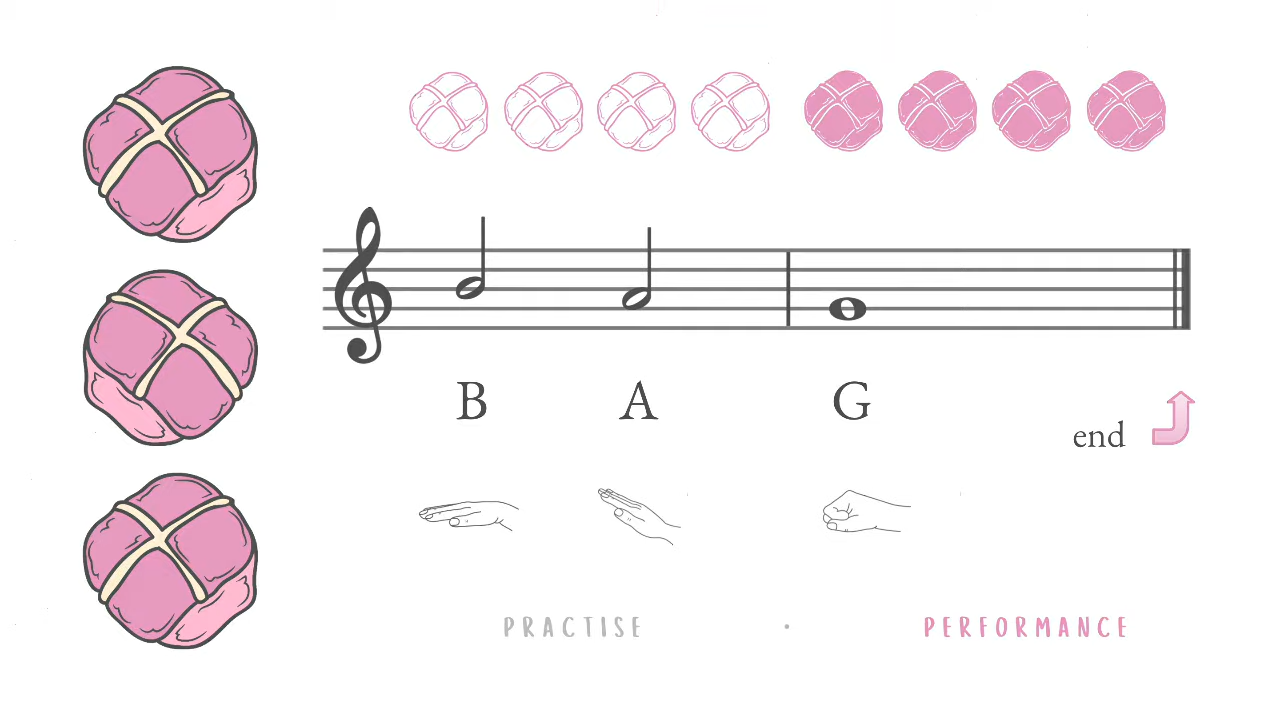 B A G
end
PRACTISE • PERFORMANCE